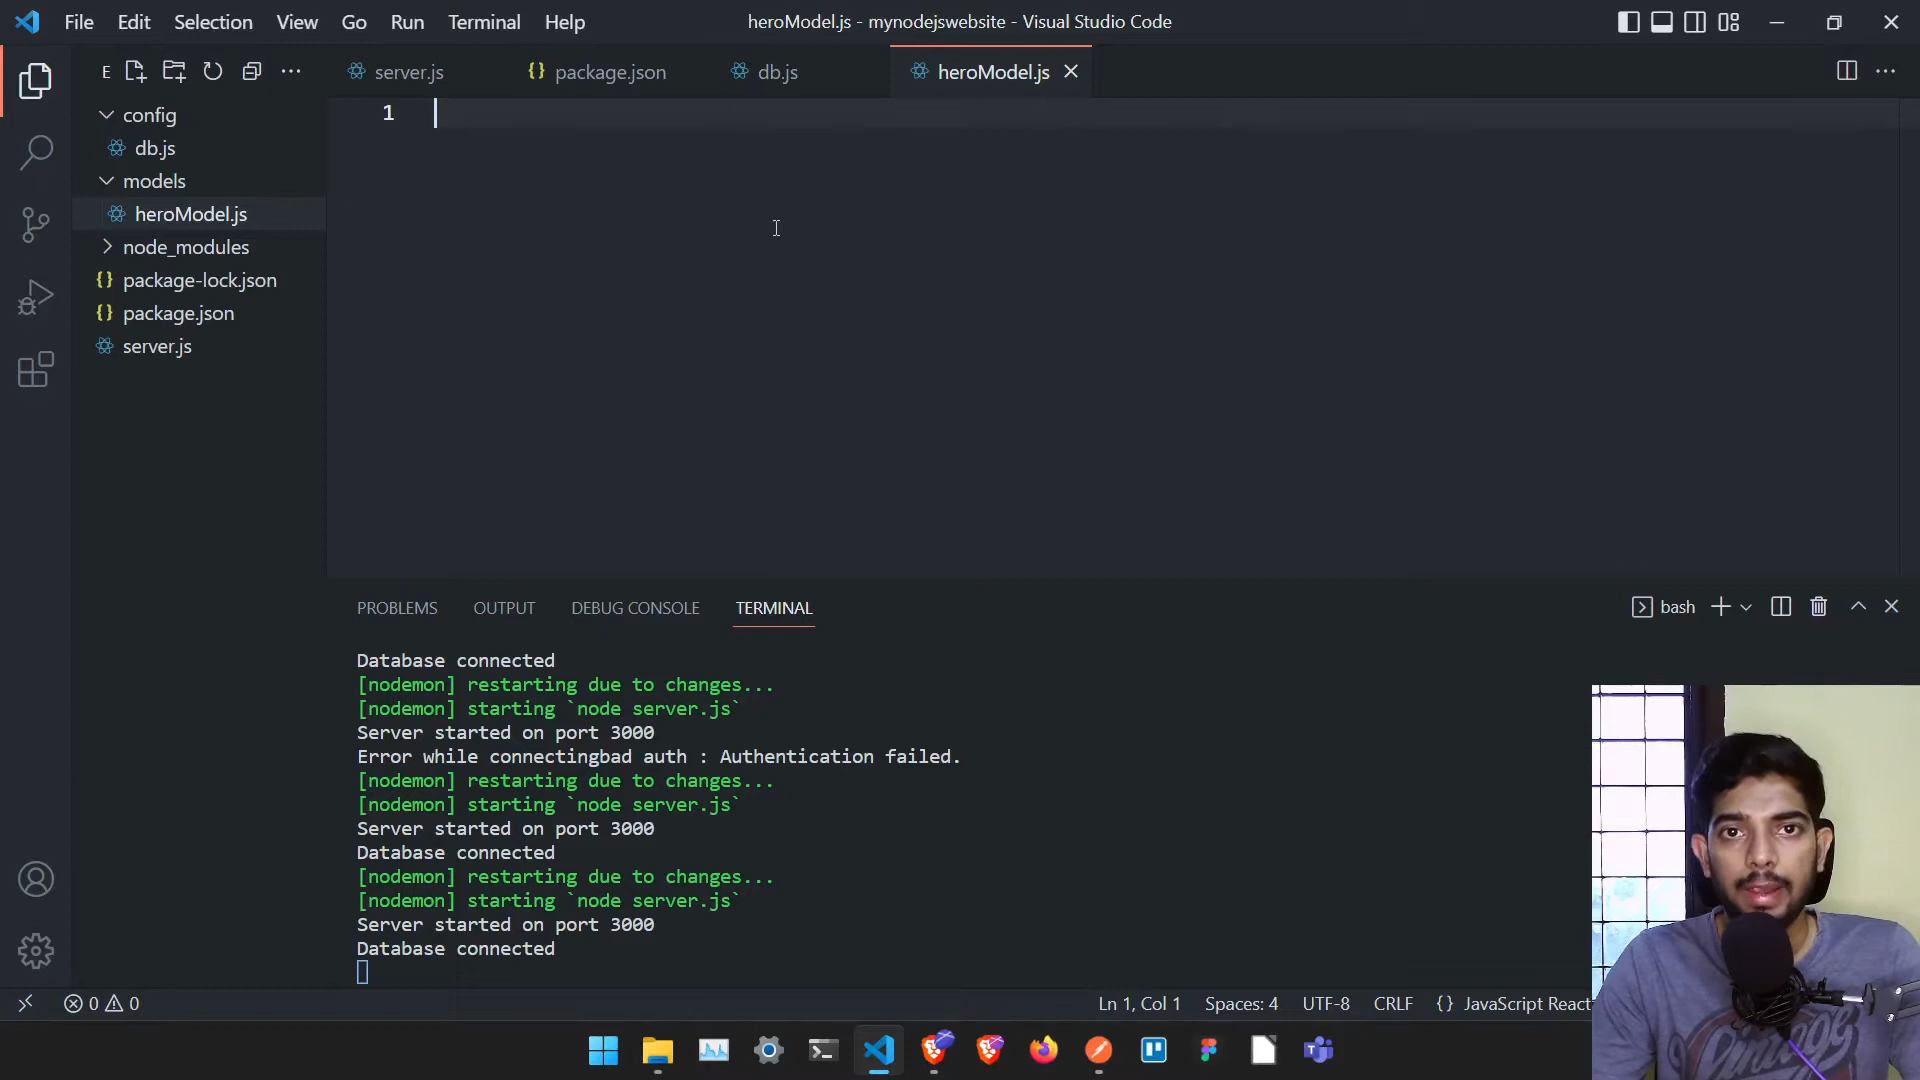 File Edit Selection View Go Run Terminal Help
heroModel.js - mynodejswebsite - Visual Studio Code
E
server.js
package.json
db.js
heroModel.js
config
db.js
models
heroModel.js
node_modules
package-lock.json
package.json
server.js
1
PROBLEMS OUTPUT DEBUG CONSOLE TERMINAL
bash
Database connected
[nodemon] restarting due to changes...
[nodemon] starting `node server.js`
Server started on port 3000
Error while connectingbad auth : Authentication failed.
[nodemon] restarting due to changes...
[nodemon] starting `node server.js`
Server started on port 3000
Database connected
[nodemon] restarting due to changes...
[nodemon] starting `node server.js`
Server started on port 3000
Database connected
0 0
Ln 1, Col 1 Spaces: 4 UTF-8 CRLF {} JavaScript React